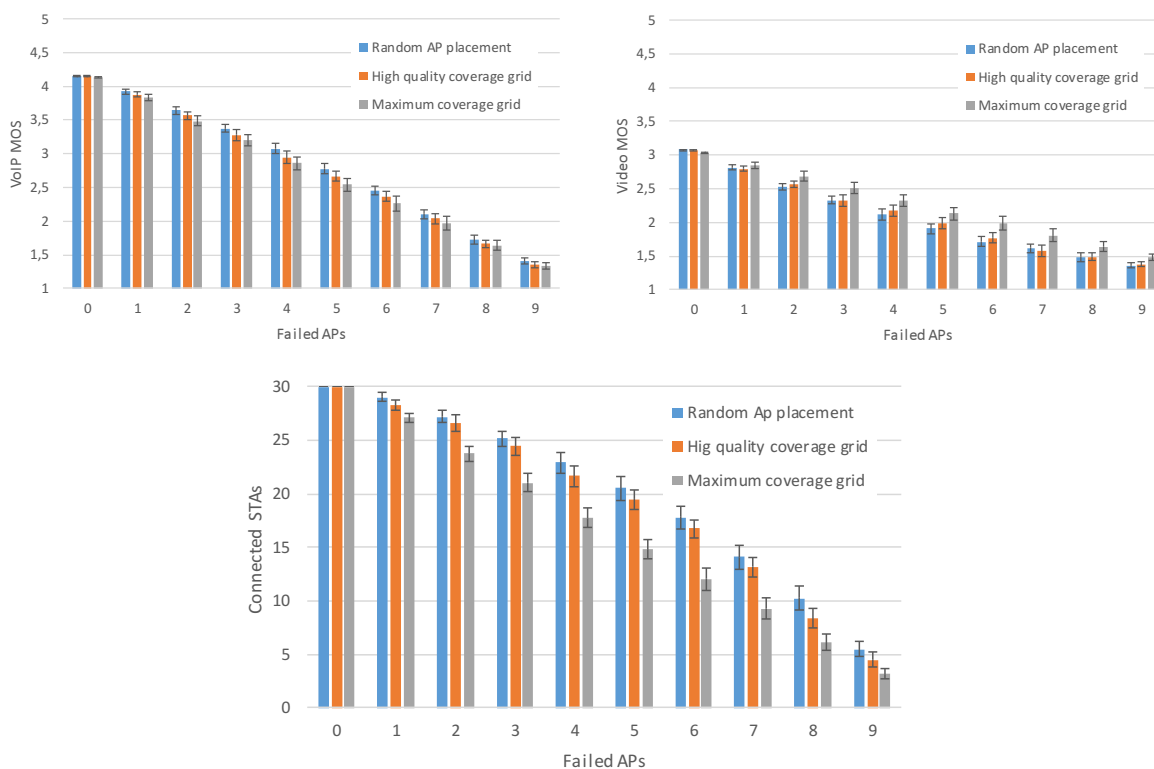 5
4,5
4
3,5
3
2,5
2
1,5
1
VoIP MOS
0 1 2 3 4 5 6 7 8 9
Failed APs
Random AP placement
High quality coverage grid
Maximum coverage grid
5
4,5
4
3,5
3
2,5
2
1,5
1
Video MOS
0 1 2 3 4 5 6 7 8 9
Failed APs
Random AP placement
High quality coverage grid
Maximum coverage grid
30
25
20
15
10
5
0
Connected STAs
0 1 2 3 4 5 6 7 8 9
Failed APs
Random Ap placement
Hig quality coverage grid
Maximum coverage grid